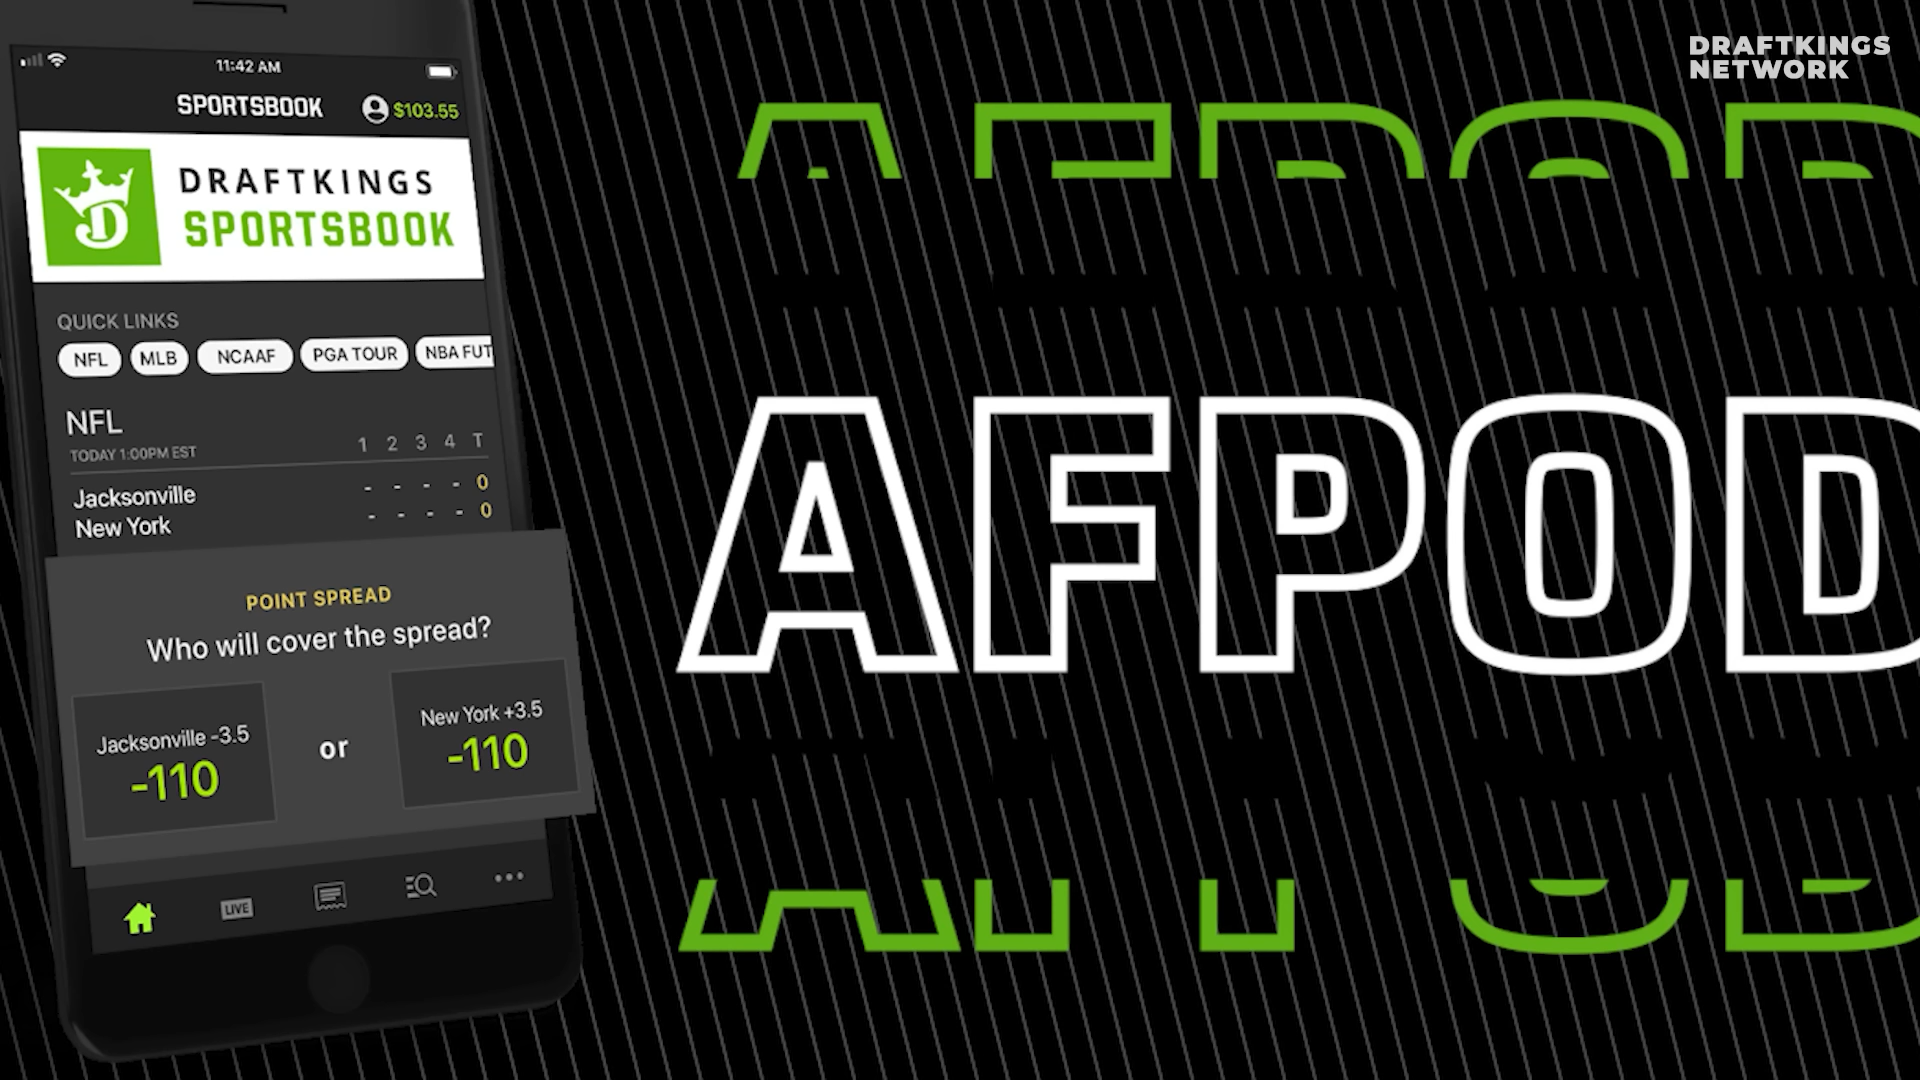 DRAFTKINGS
NETWORK
11:42 AM
SPORTSBOOK $103.55
DRAFTKINGS
SPORTSBOOK
QUICK LINKS
NFL MLB NCAAF PGA TOUR NBA FUT
NFL
TODAY 1:00PM EST 1 2 3 4 T
Jacksonville - - - - 0
New York - - - - 0
POINT SPREAD
Who will cover the spread?
Jacksonville -3.5
-110
or
New York +3.5
-110
LIVE
AFPOD
AFPOD
AFPOD